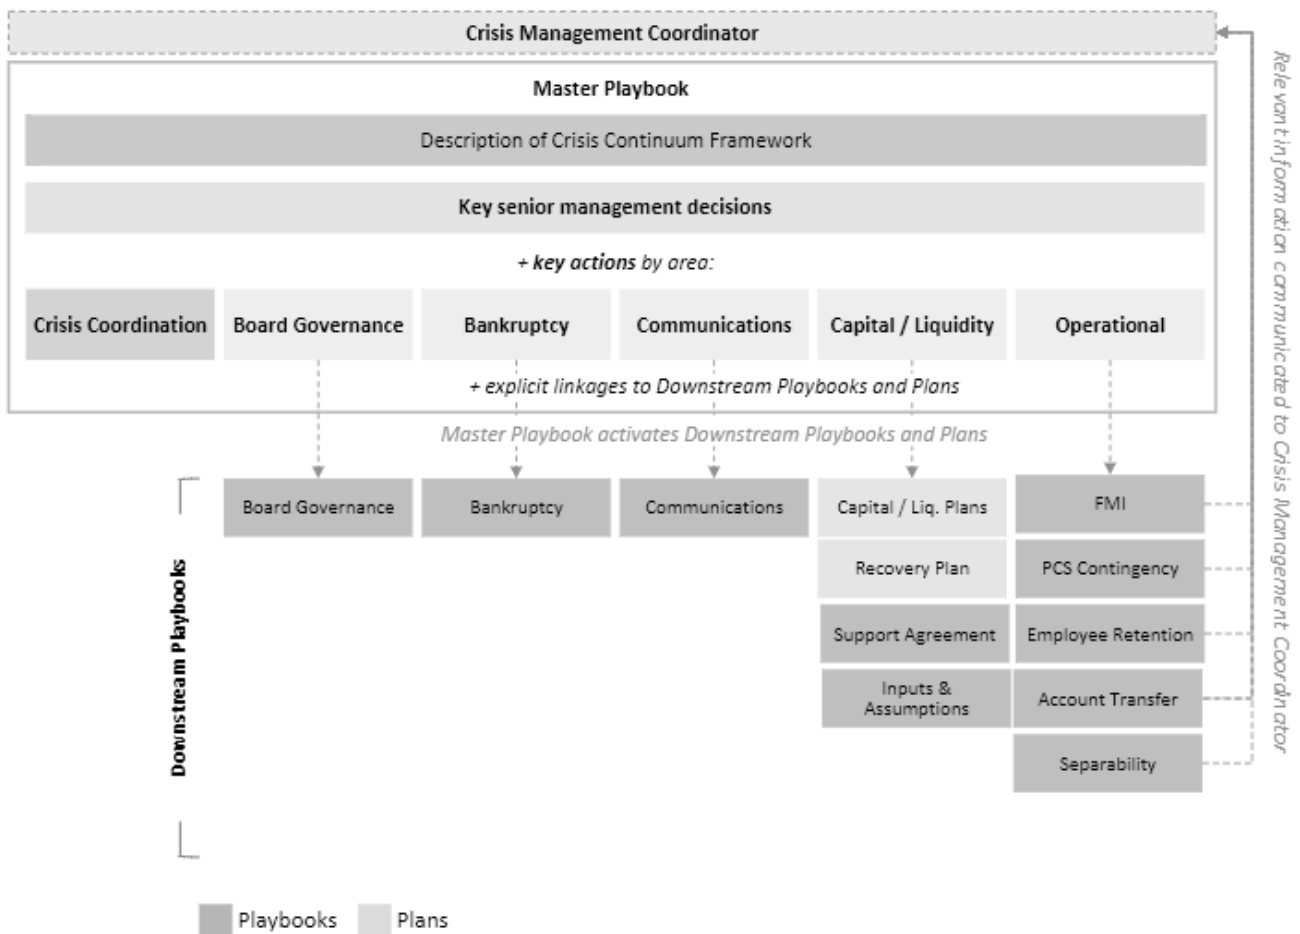 Crisis Management Coordinator
Master Playbook
Description of Crisis Continuum Framework
Key senior management decisions
+ key actions by area:
Crisis Coordination
Board Governance
Bankruptcy
Communications
Capital / Liquidity
Operational
+ explicit linkages to Downstream Playbooks and Plans
Master Playbook activates Downstream Playbooks and Plans
Downstream Playbooks
Board Governance
Bankruptcy
Communications
Capital / Liq. Plans
Recovery Plan
Support Agreement
Inputs &
Assumptions
FMI
PCS Contingency
Employee Retention
Account Transfer
Separability
Relevant information communicated to Crisis Management Coordinator
Playbooks
Plans